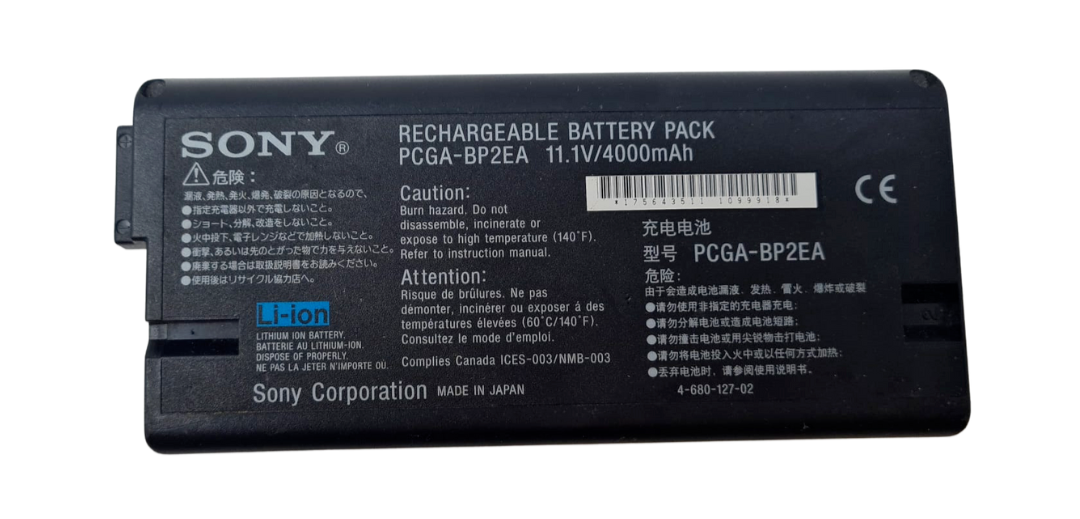 SONY®
⚠危険：
漏液、発熱、発火、爆発、破裂の原因となるので、
●指定充電器以外で充電しないこと。
●ショート、分解、改造をしないこと。
●火中投下、電子レンジなどで加熱しないこと。
●衝撃、あるいは先のとがった物で力を与えないこと。
●廃棄する場合は取扱説明書をお読みください。
●使用後はリサイクル協力店へ。
Li-ion
LITHIUM ION BATTERY.
BATTERIE AU LITHIUM-ION.
DISPOSE OF PROPERLY.
NE PAS LA JETER N'IMPORTE OU.
Sony Corporation MADE IN JAPAN
RECHARGEABLE BATTERY PACK
PCGA-BP2EA 11.1V/4000mAh
Caution:
Burn hazard. Do not
disassemble, incinerate or
expose to high temperature (140°F).
Refer to instruction manual.
Attention:
Risque de brûlures. Ne pas
démonter, incinérer ou exposer á des
températures élevées (60°C/140°F).
Consultez le mode d'emploi.
Complies Canada ICES-003/NMB-003
*175643511 1099918*
CE
充电电池
型号 PCGA-BP2EA
危险:
由于会造成电池漏液﹑发热﹑冒火﹑爆炸或破裂
●请勿使用非指定的充电器充电;
●请勿分解电池或造成电池短路;
●请勿撞击电池或用尖锐物击打电池;
●请勿将电池投入火中或以任何方式加热;
●丢弃电池时﹐请参阅使用说明书。
4-680-127-02